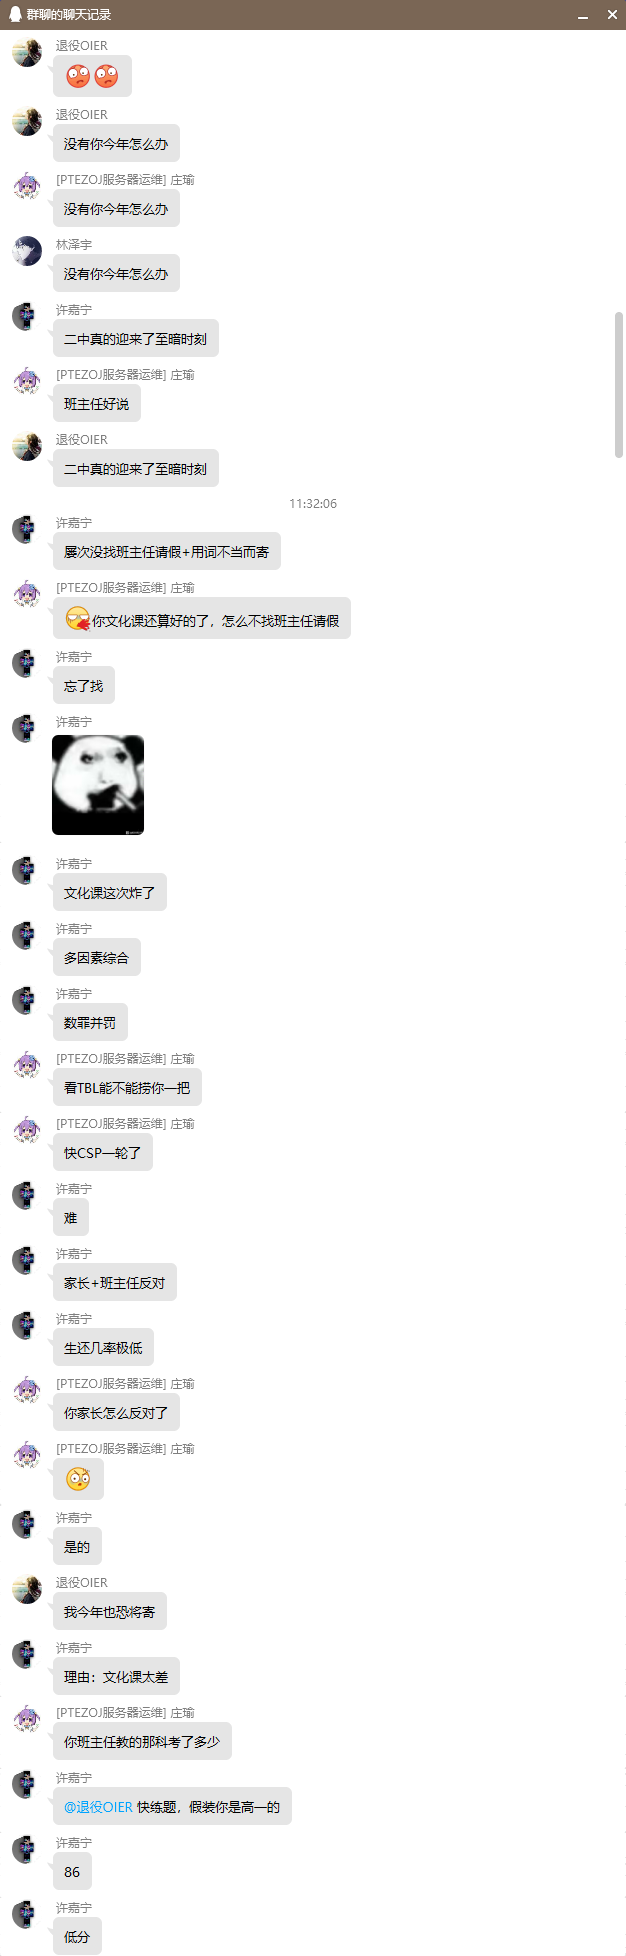 群聊的聊天记录
退役OIER
退役OIER
没有你今年怎么办
[PTEZOJ服务器运维] 庄瑜
没有你今年怎么办
林泽宇
没有你今年怎么办
许嘉宁
二中真的迎来了至暗时刻
[PTEZOJ服务器运维] 庄瑜
班主任好说
退役OIER
二中真的迎来了至暗时刻
11:32:06
许嘉宁
屡次没找班主任请假+用词不当而寄
[PTEZOJ服务器运维] 庄瑜
你文化课还算好的了，怎么不找班主任请假
许嘉宁
忘了找
许嘉宁
许嘉宁
文化课这次炸了
许嘉宁
多因素综合
许嘉宁
数罪并罚
[PTEZOJ服务器运维] 庄瑜
看TBL能不能捞你一把
[PTEZOJ服务器运维] 庄瑜
快CSP一轮了
许嘉宁
难
许嘉宁
家长+班主任反对
许嘉宁
生还几率极低
[PTEZOJ服务器运维] 庄瑜
你家长怎么反对了
[PTEZOJ服务器运维] 庄瑜
许嘉宁
是的
退役OIER
我今年也恐将寄
许嘉宁
理由：文化课太差
[PTEZOJ服务器运维] 庄瑜
你班主任教的那科考了多少
许嘉宁
@退役OIER 快练题，假装你是高一的
许嘉宁
86
许嘉宁
低分